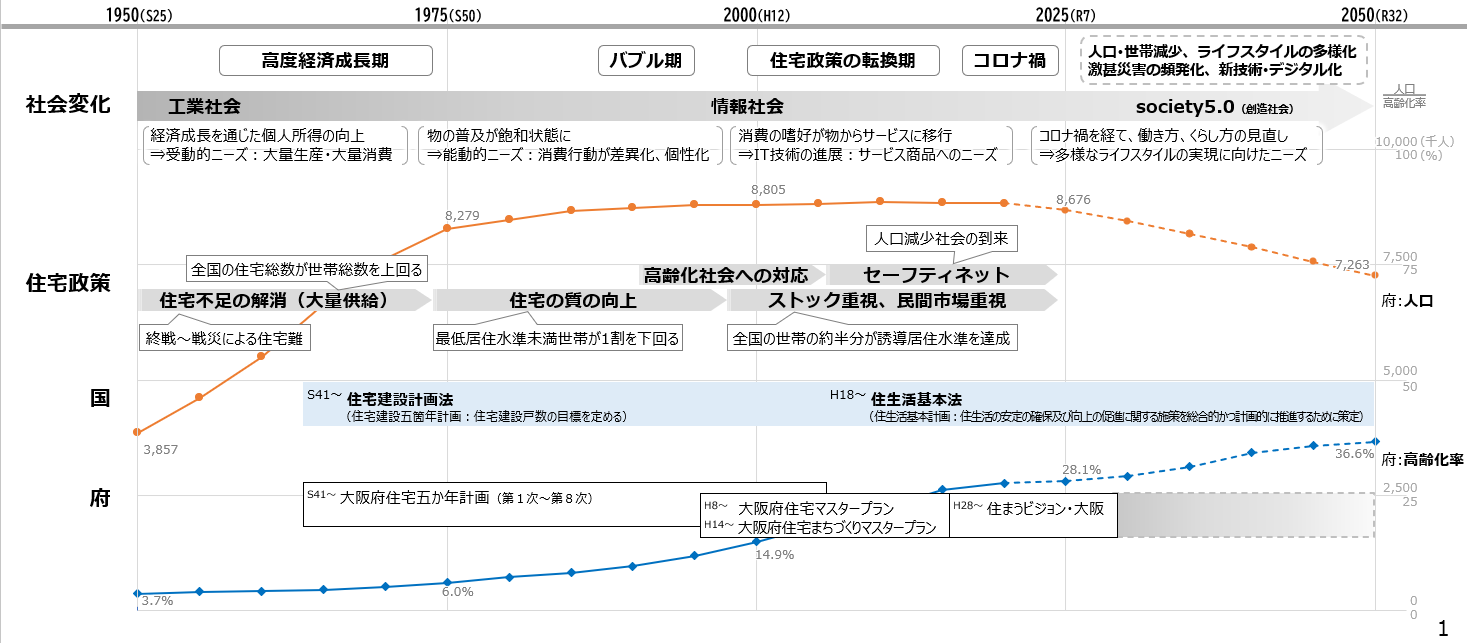 1950(S25)
1975(S50)
2000(H12)
2025(R7)
2050(R32)
高度経済成長期
バブル期
住宅政策の転換期
コロナ禍
人口・世帯減少、ライフスタイルの多様化
激甚災害の頻発化、新技術・デジタル化
社会変化
工業社会
情報社会
society5.0（創造社会）
人口
高齢化率
経済成長を通じた個人所得の向上
⇒受動的ニーズ：大量生産・大量消費
物の普及が飽和状態に
⇒能動的ニーズ：消費行動が差異化、個性化
消費の嗜好が物からサービスに移行
⇒IT技術の進展：サービス商品へのニーズ
コロナ禍を経て、働き方、くらし方の見直し
⇒多様なライフスタイルの実現に向けたニーズ
10,000（千人）
100（%）
8,279
8,805
8,676
人口減少社会の到来
住宅政策
全国の住宅総数が世帯総数を上回る
高齢化社会への対応
セーフティネット
7,263
7,500
75
住宅不足の解消（大量供給）
住宅の質の向上
ストック重視、民間市場重視
府：人口
終戦～戦災による住宅難
最低居住水準未満世帯が1割を下回る
全国の世帯の約半分が誘導居住水準を達成
5,000
50
国
S41～ 住宅建設計画法
（住宅建設五箇年計画：住宅建設戸数の目標を定める）
H18～ 住生活基本法
（住生活基本計画：住生活の安定の確保及び向上の促進に関する施策を総合的かつ計画的に推進するために策定）
3,857
28.1%
36.6%
府：高齢化率
府
S41～ 大阪府住宅五か年計画（第１次～第８次）
H8～ 大阪府住宅マスタープラン
H14～ 大阪府住宅まちづくりマスタープラン
H28～ 住まうビジョン・大阪
2,500
25
14.9%
6.0%
3.7%
0
0
1